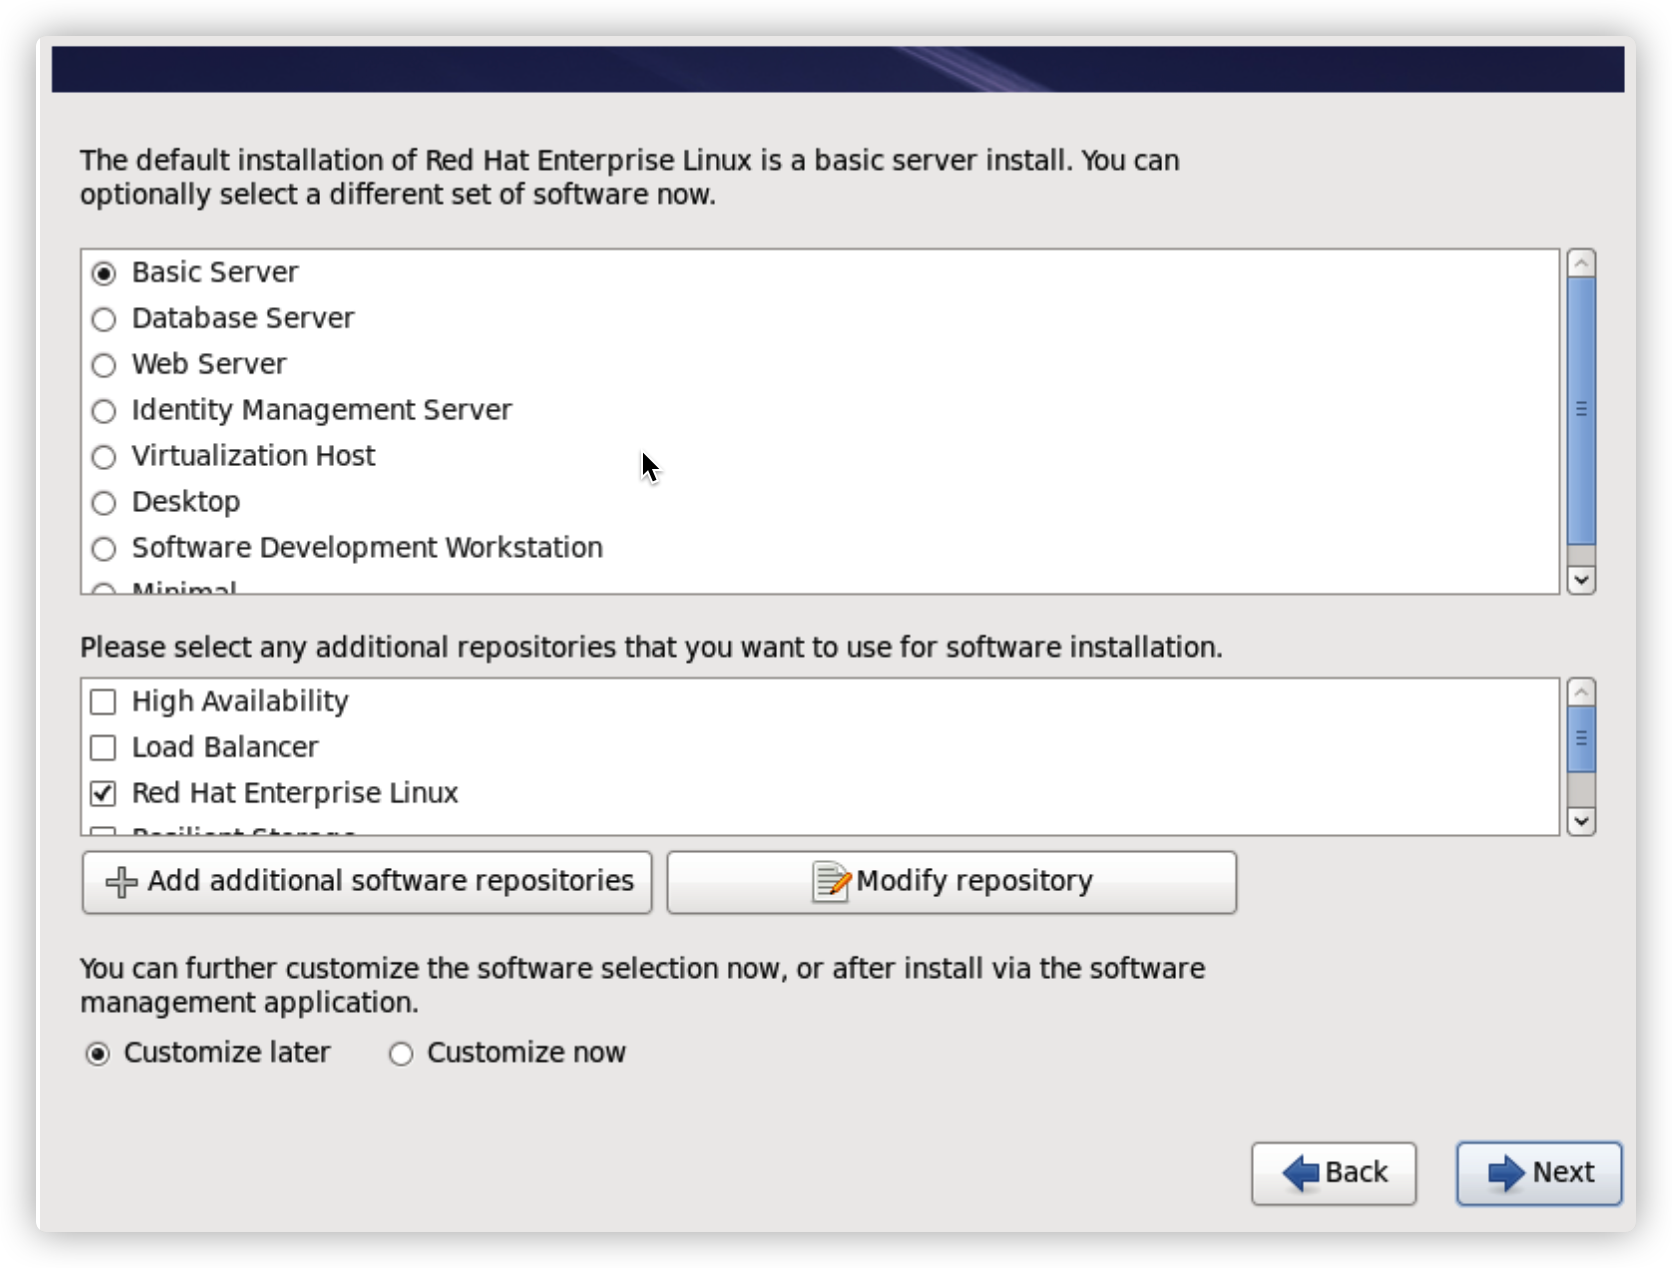 The default installation of Red Hat Enterprise Linux is a basic server install. You can
optionally select a different set of software now.
Basic Server
Database Server
Web Server
Identity Management Server
Virtualization Host
Desktop
Software Development Workstation
Minimal
Please select any additional repositories that you want to use for software installation.
High Availability
Load Balancer
Red Hat Enterprise Linux
Resilient Storage
Add additional software repositories
Modify repository
You can further customize the software selection now, or after install via the software
management application.
Customize later
Customize now
Back
Next